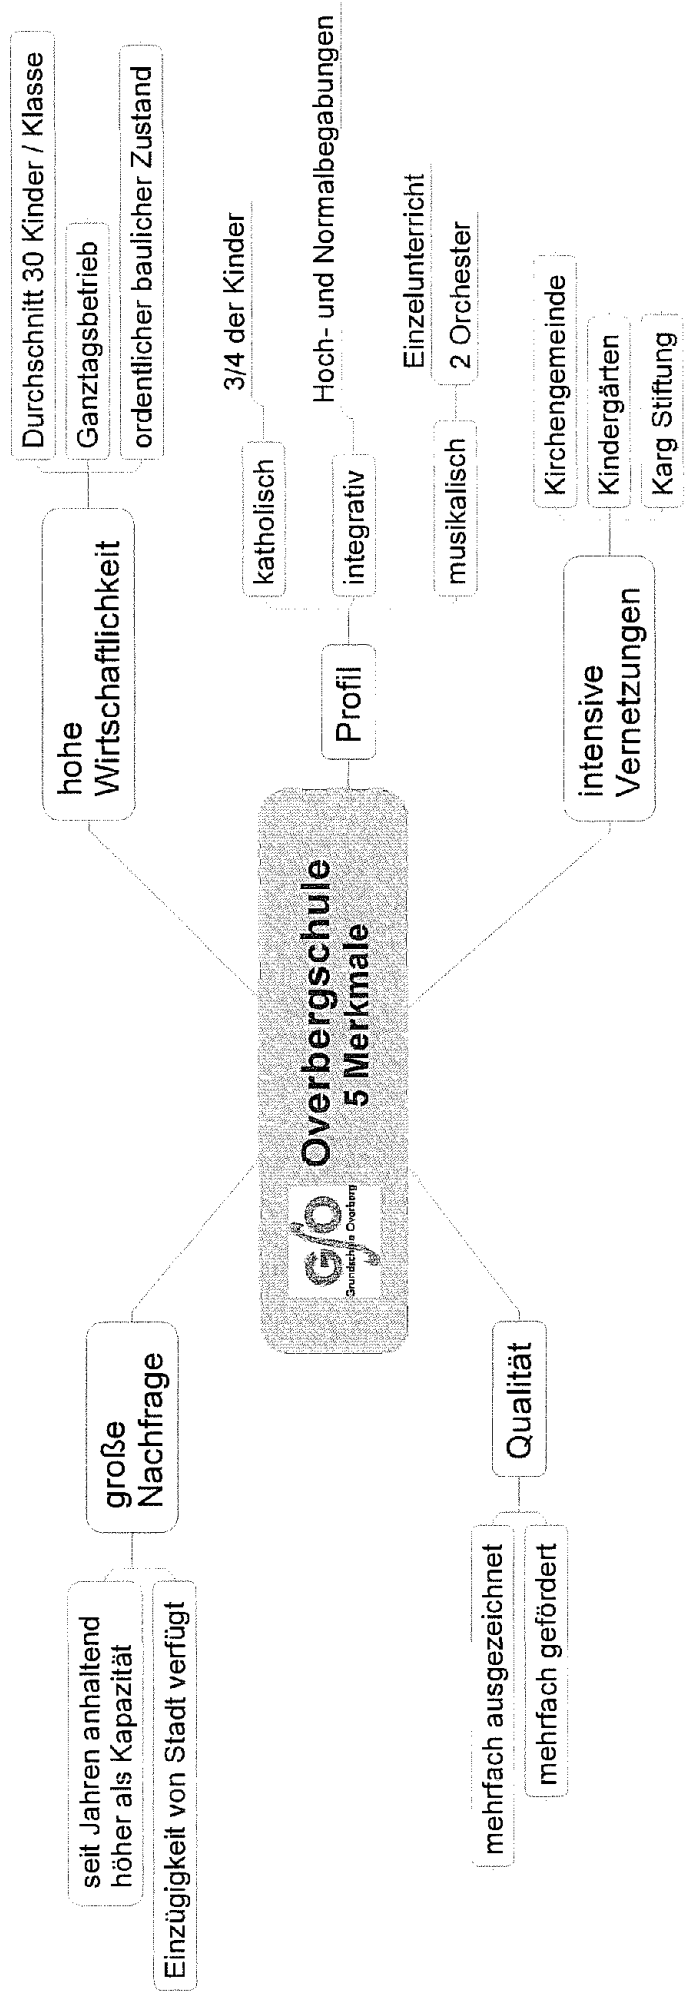 Overbergschule
5 Merkmale
GfO
Grundschule Overberg
große
Nachfrage
seit Jahren anhaltend
höher als Kapazität
Einzügigkeit von Stadt verfügt
Qualität
mehrfach ausgezeichnet
mehrfach gefördert
hohe
Wirtschaftlichkeit
Durchschnitt 30 Kinder / Klasse
Ganztagsbetrieb
ordentlicher baulicher Zustand
Profil
katholisch
3/4 der Kinder
integrativ
Hoch- und Normalbegabungen
musikalisch
Einzelunterricht
2 Orchester
intensive
Vernetzungen
Kirchengemeinde
Kindergärten
Karg Stiftung